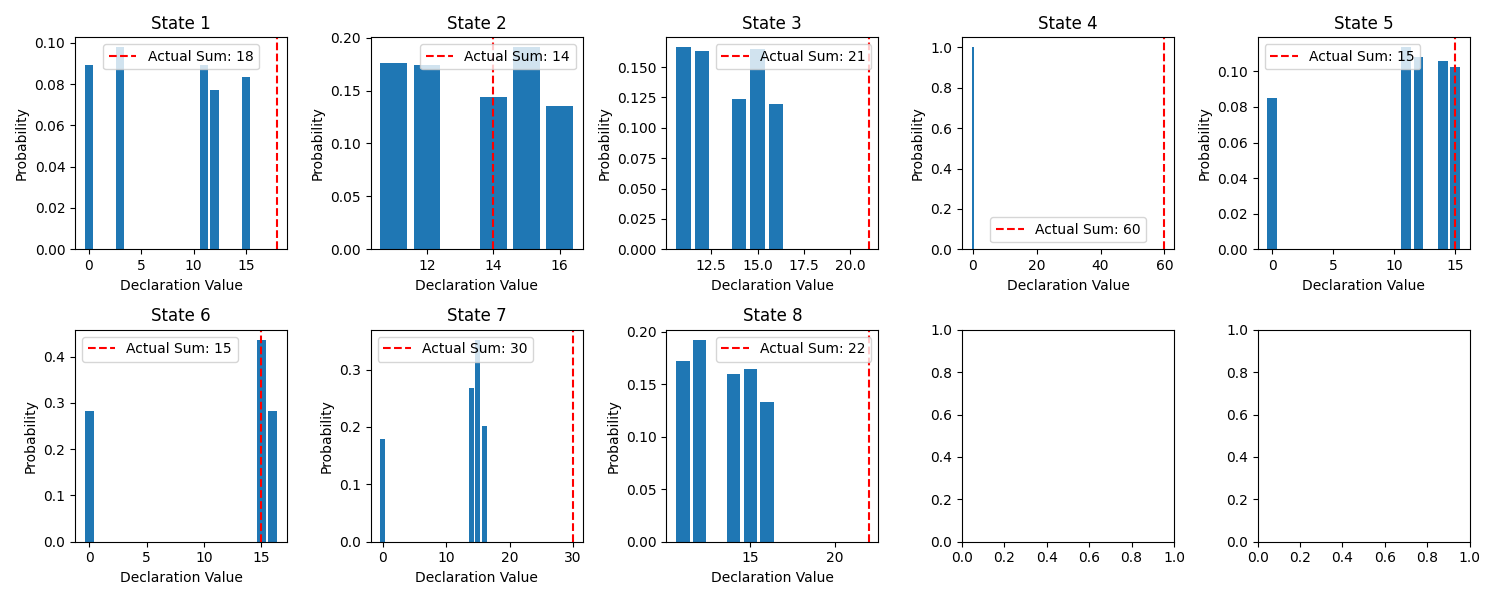 State 1
Actual Sum: 18
Probability
0.10
0.08
0.06
0.04
0.02
0.00
0 5 10 15
Declaration Value
State 2
Actual Sum: 14
Probability
0.20
0.15
0.10
0.05
0.00
12 14 16
Declaration Value
State 3
Actual Sum: 21
Probability
0.150
0.125
0.100
0.075
0.050
0.025
0.000
12.5 15.0 17.5 20.0
Declaration Value
State 4
Actual Sum: 60
Probability
1.0
0.8
0.6
0.4
0.2
0.0
0 20 40 60
Declaration Value
State 5
Actual Sum: 15
Probability
0.10
0.08
0.06
0.04
0.02
0.00
0 5 10 15
Declaration Value
State 6
Actual Sum: 15
Probability
0.4
0.3
0.2
0.1
0.0
0 5 10 15
Declaration Value
State 7
Actual Sum: 30
Probability
0.3
0.2
0.1
0.0
0 10 20 30
Declaration Value
State 8
Actual Sum: 22
Probability
0.20
0.15
0.10
0.05
0.00
15 20
Declaration Value
1.0
0.8
0.6
0.4
0.2
0.0
0.0 0.2 0.4 0.6 0.8 1.0
1.0
0.8
0.6
0.4
0.2
0.0
0.0 0.2 0.4 0.6 0.8 1.0